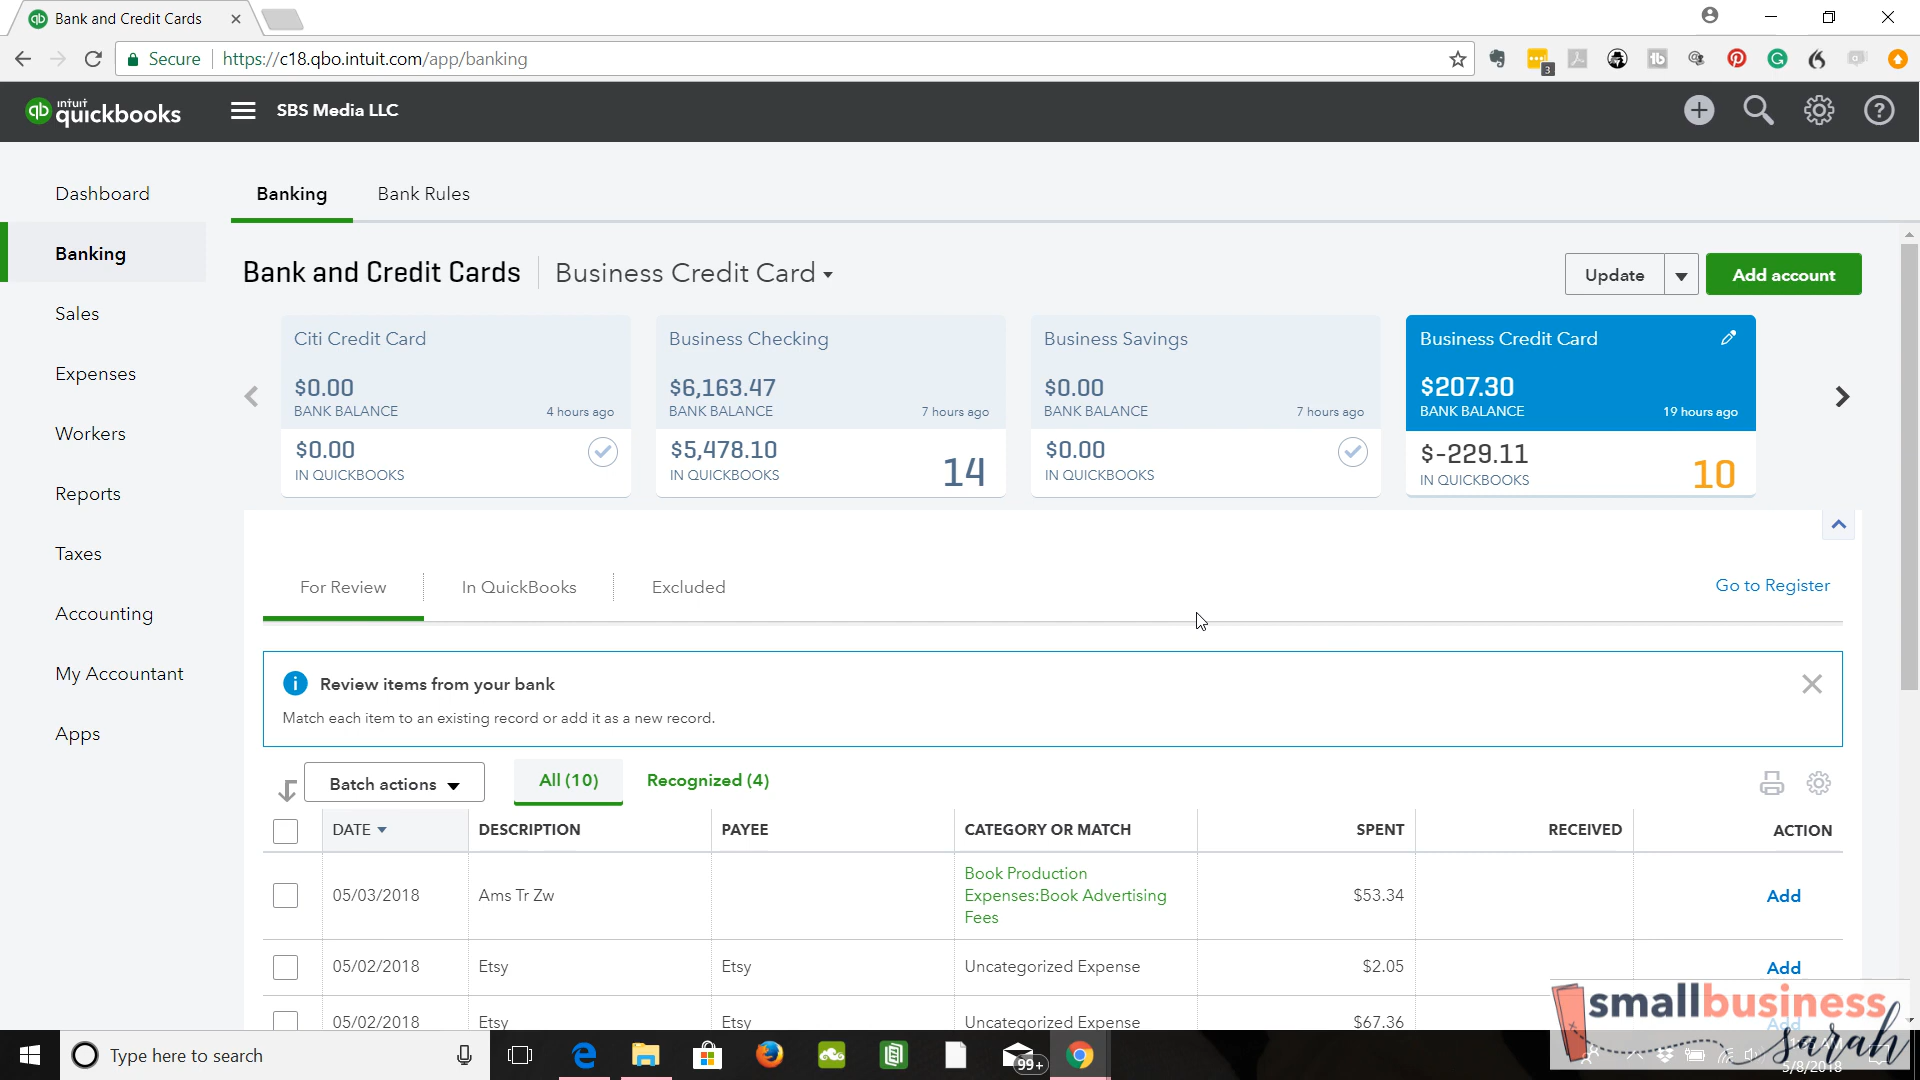 Bank and Credit Cards
Secure
https://c18.qbo.intuit.com/app/banking
3
intuit
quickbooks
SBS Media LLC
Dashboard
Banking
Sales
Expenses
Workers
Reports
Taxes
Accounting
My Accountant
Apps
Banking
Bank Rules
Bank and Credit Cards
Business Credit Card
Update
Add account
Citi Credit Card
$0.00
BANK BALANCE
4 hours ago
$0.00
IN QUICKBOOKS
Business Checking
$6,163.47
BANK BALANCE
7 hours ago
$5,478.10
IN QUICKBOOKS
14
Business Savings
$0.00
BANK BALANCE
7 hours ago
$0.00
IN QUICKBOOKS
Business Credit Card
$207.30
BANK BALANCE
19 hours ago
$-229.11
IN QUICKBOOKS
10
For Review
In QuickBooks
Excluded
Go to Register
Review items from your bank
Match each item to an existing record or add it as a new record.
Batch actions
All (10)
Recognized (4)
DATE DESCRIPTION PAYEE CATEGORY OR MATCH SPENT RECEIVED ACTION
05/03/2018 Ams Tr Zw
Book Production
Expenses:Book Advertising
Fees
$53.34
Add
05/02/2018 Etsy Etsy Uncategorized Expense $2.05 Add
05/02/2018 Etsy Etsy Uncategorized Expense $67.36 Add
smallbusiness
sarah
Type here to search
99+
5/8/2018